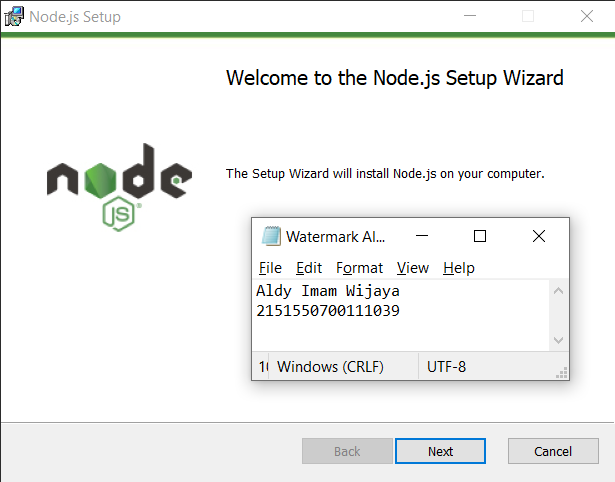 Node.js Setup
Welcome to the Node.js Setup Wizard
node
JS
The Setup Wizard will install Node.js on your computer.
Watermark Al...
File Edit Format View Help
Aldy Imam Wijaya
2151550700111039
Windows (CRLF) UTF-8
Back Next Cancel